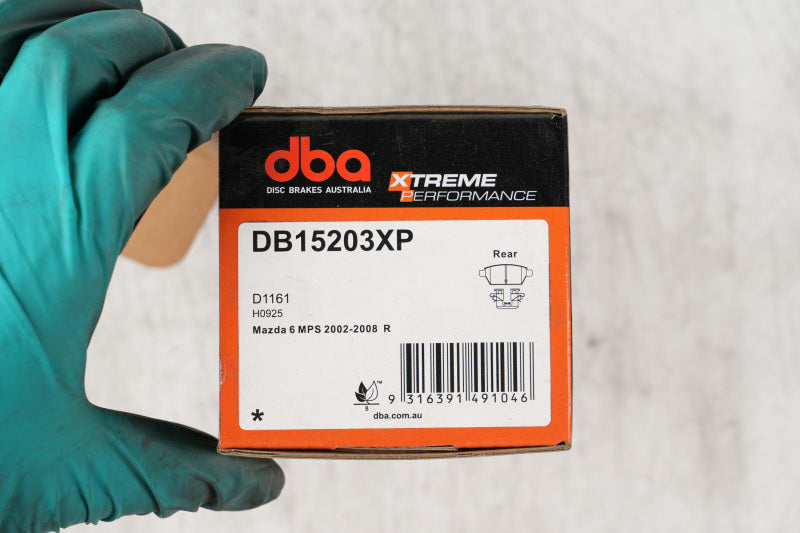 dba
DISC BRAKES AUSTRALIA
XTREME
PERFORMANCE
DB15203XP
Rear
D1161
H0925
Mazda 6 MPS 2002-2008 R
™
B
9 316391 491046
*
dba.com.au